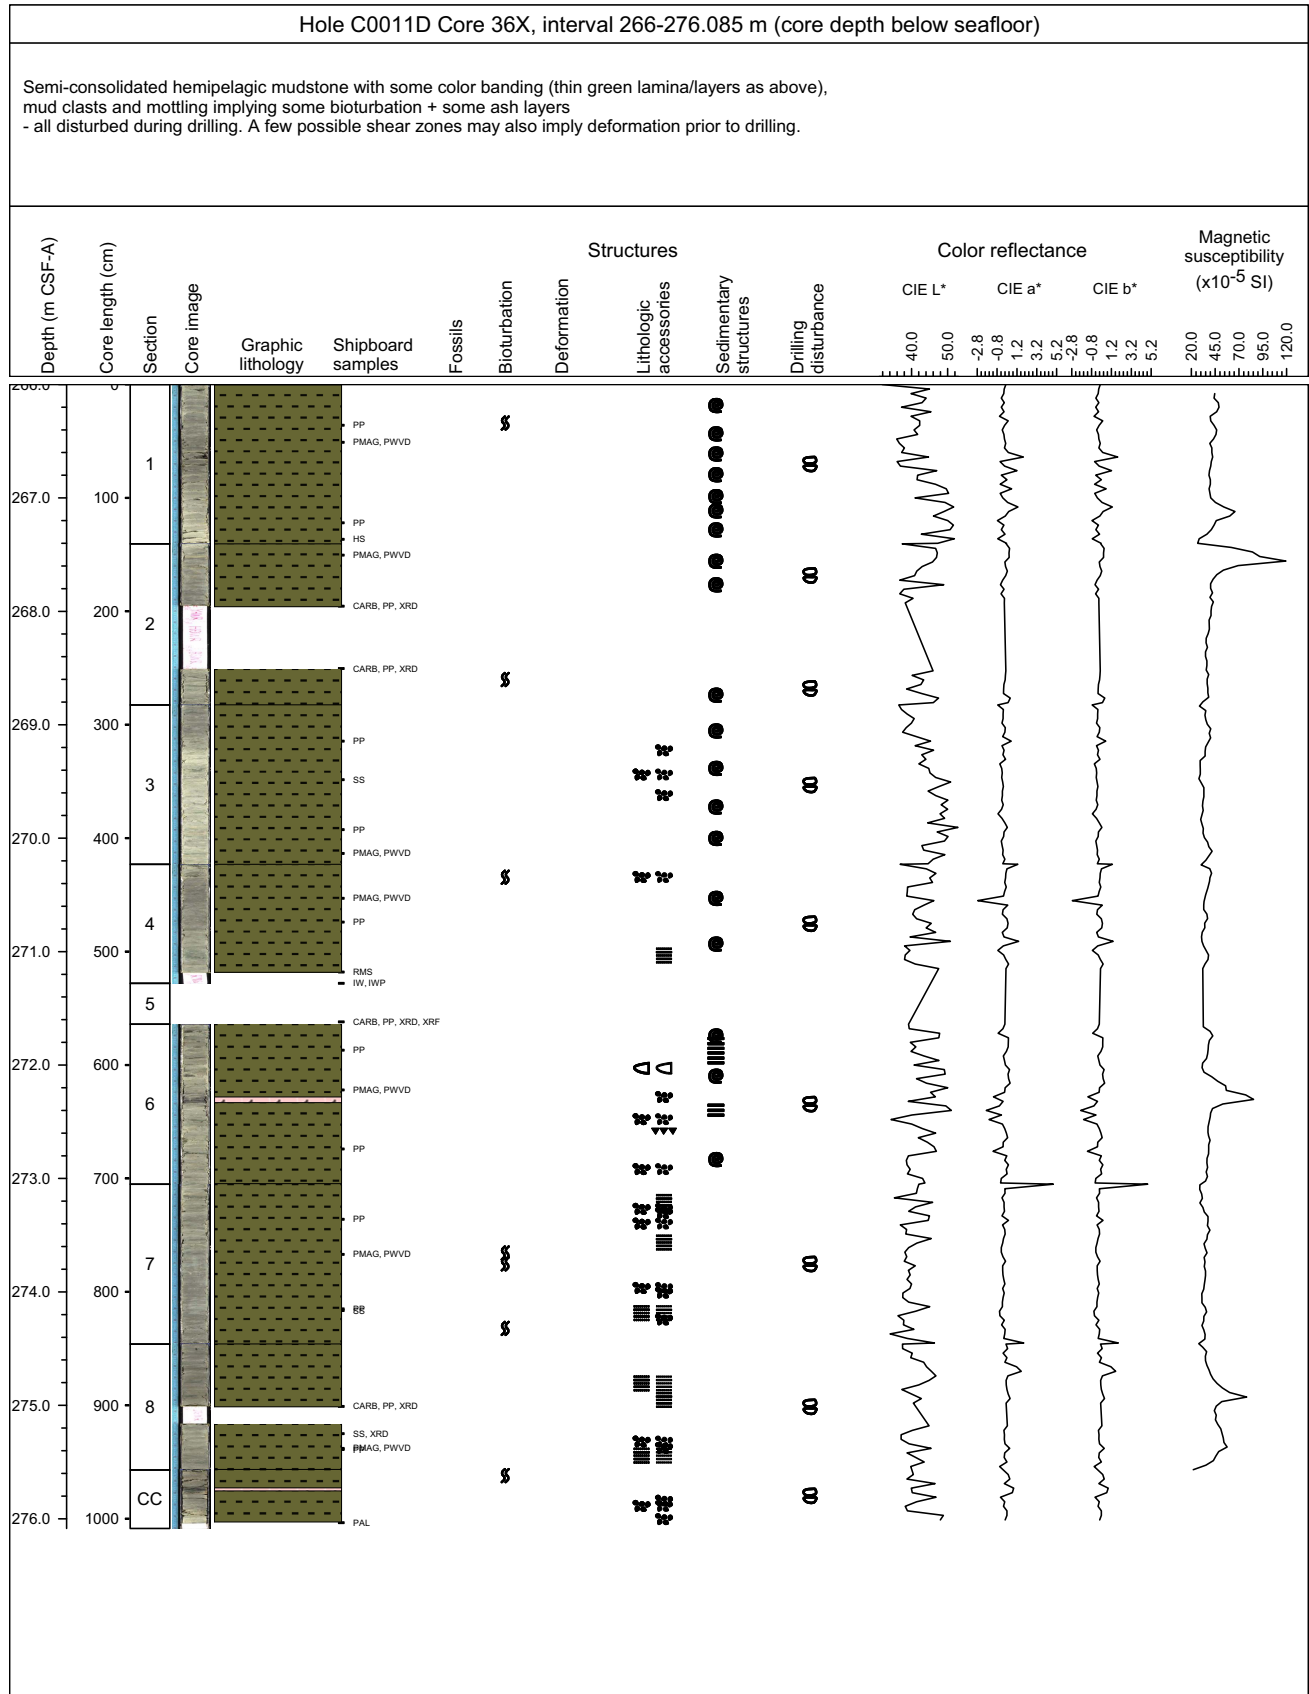 Hole C0011D Core 36X, interval 266-276.085 m (core depth below seafloor)
Semi-consolidated hemipelagic mudstone with some color banding (thin green lamina/layers as above),
mud clasts and mottling implying some bioturbation + some ash layers
- all disturbed during drilling. A few possible shear zones may also imply deformation prior to drilling.
Depth (m CSF-A)
Core length (cm)
Section
Core image
Graphic
lithology
Shipboard
samples
Fossils
Structures
Bioturbation
Deformation
Lithologic
accessories
Sedimentary
structures
Drilling
disturbance
Color reflectance
CIE L*
40.0 50.0
CIE a*
-2.8 -0.8 1.2 3.2 5.2
CIE b*
-2.8 -0.8 1.2 3.2 5.2
Magnetic
susceptibility
(x10-5 SI)
20.0 45.0 70.0 95.0 120.0
266.0 0
PP
PMAG, PWVD
1
267.0 100
PP
HS
PMAG, PWVD
268.0 200 CARB, PP, XRD
2
CARB, PP, XRD
269.0 300
PP
3 SS
PP
270.0 400
PMAG, PWVD
PMAG, PWVD
4 PP
271.0 500
RMS
IW, IWP
5
CARB, PP, XRD, XRF
PP
272.0 600
PMAG, PWVD
6
PP
273.0 700
PP
PMAG, PWVD
7
274.0 800
PP
SS
275.0 900 CARB, PP, XRD
8
SS, XRD
PMAG, PWVD
PP
CC
276.0 1000 PAL